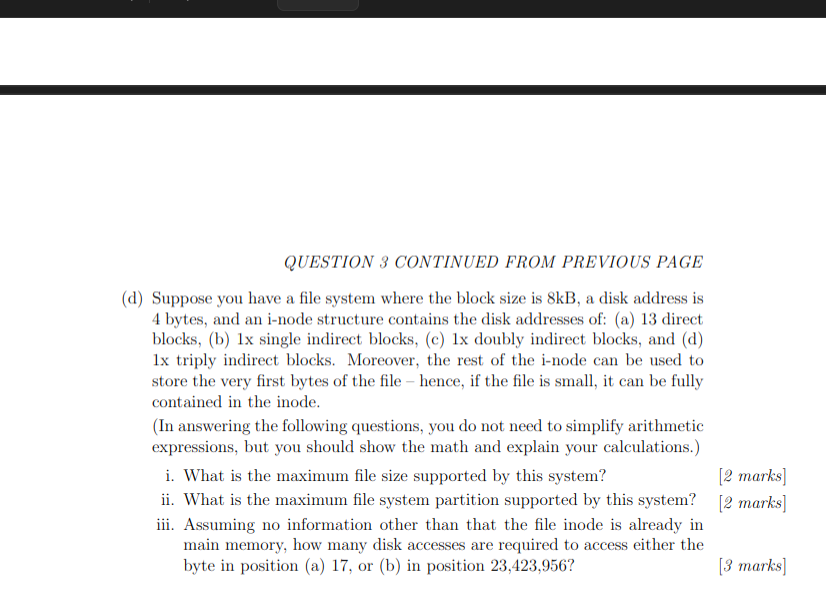 QUESTION 3 CONTINUED FROM PREVIOUS PAGE
(d) Suppose you have a file system where the block size is 8kB, a disk address is
4 bytes, and an i-node structure contains the disk addresses of: (a) 13 direct
blocks, (b) 1x single indirect blocks, (c) 1x doubly indirect blocks, and (d)
1x triply indirect blocks. Moreover, the rest of the i-node can be used to
store the very first bytes of the file – hence, if the file is small, it can be fully
contained in the inode.
(In answering the following questions, you do not need to simplify arithmetic
expressions, but you should show the math and explain your calculations.)
i. What is the maximum file size supported by this system? [2 marks]
ii. What is the maximum file system partition supported by this system? [2 marks]
iii. Assuming no information other than that the file inode is already in
main memory, how many disk accesses are required to access either the
byte in position (a) 17, or (b) in position 23,423,956? [3 marks]